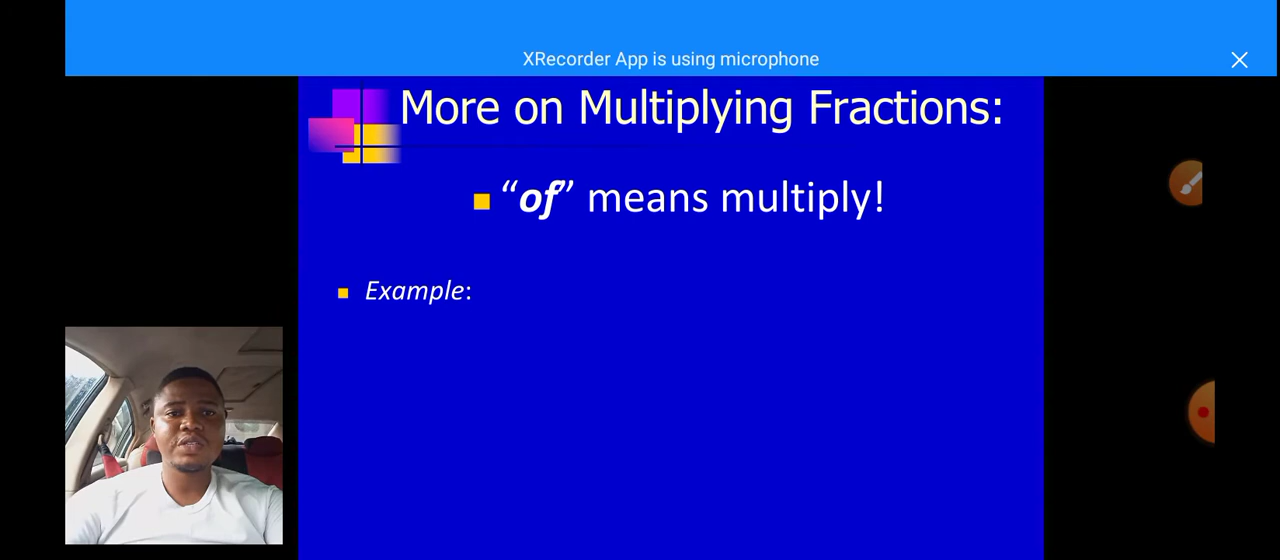 XRecorder App is using microphone
More on Multiplying Fractions:
“of” means multiply!
Example: